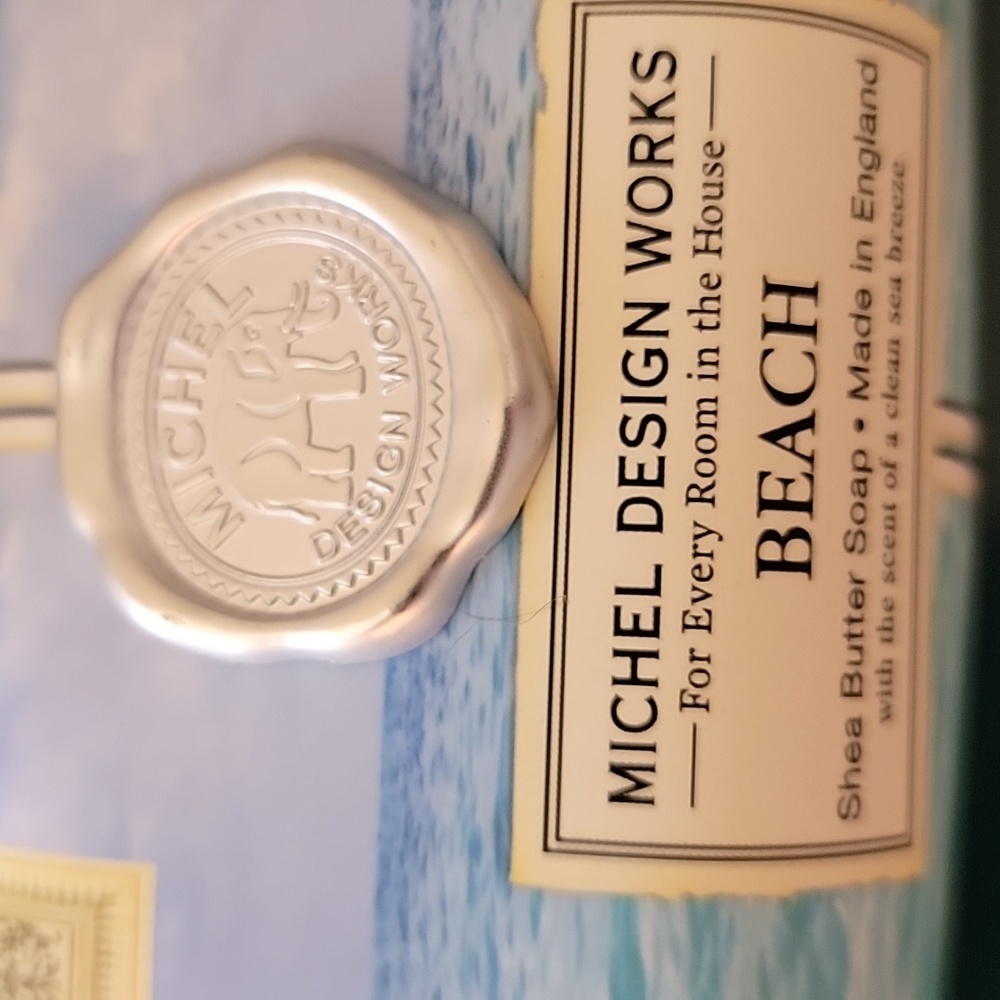 MICHEL
DESIGN WORKS
MICHEL DESIGN WORKS
For Every Room in the House
BEACH
Shea Butter Soap • Made in England
with the scent of a clean sea breeze